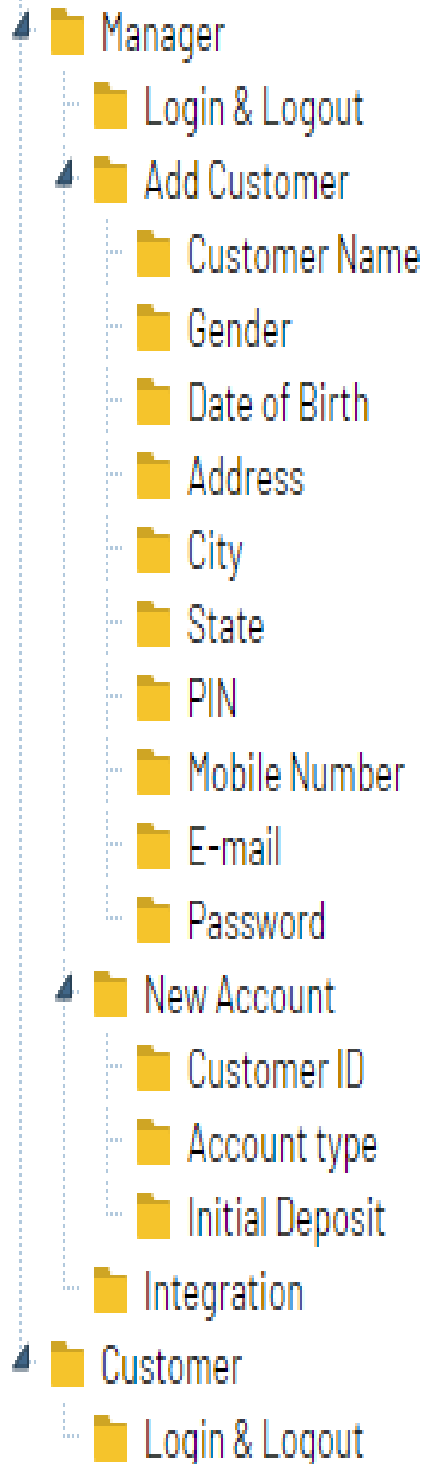 Manager
Login & Logout
Add Customer
Customer Name
Gender
Date of Birth
Address
City
State
PIN
Mobile Number
E-mail
Password
New Account
Customer ID
Account type
Initial Deposit
Integration
Customer
Login & Logout